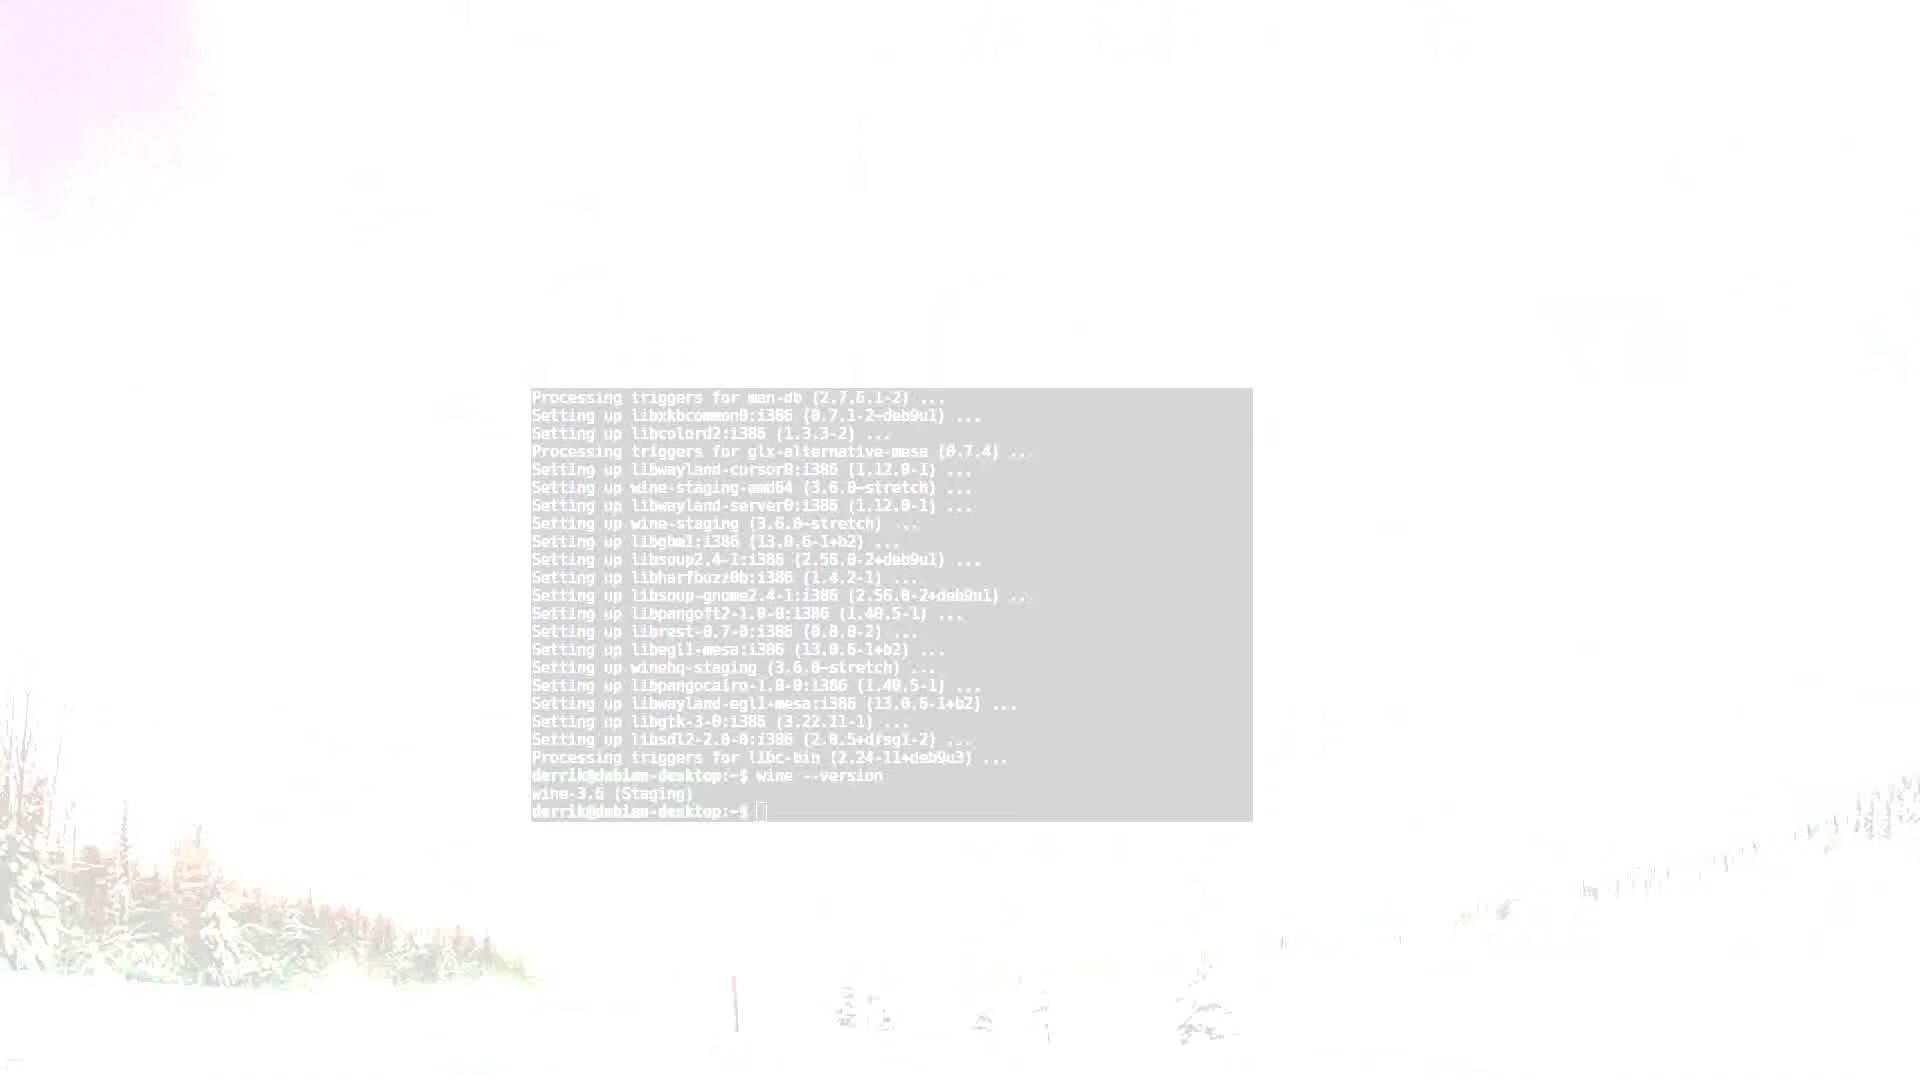 Processing triggers for man-db (2.7.6.1-2) ...
Setting up libxkbcommon0:i386 (0.7.1-2~deb9u1) ...
Setting up libcolord2:i386 (1.3.3-2) ...
Processing triggers for glx-alternative-mesa (0.7.4) ...
Setting up libwayland-cursor0:i386 (1.12.0-1) ...
Setting up wine-staging-amd64 (3.6.0~stretch) ...
Setting up libwayland-server0:i386 (1.12.0-1) ...
Setting up wine-staging (3.6.0~stretch) ...
Setting up libgbm1:i386 (13.0.6-1+b2) ...
Setting up libsoup2.4-1:i386 (2.56.0-2+deb9u1) ...
Setting up libharfbuzz0b:i386 (1.4.2-1) ...
Setting up libsoup-gnome2.4-1:i386 (2.56.0-2+deb9u1) ...
Setting up libpangoft2-1.0-0:i386 (1.40.5-1) ...
Setting up librest-0.7-0:i386 (0.8.0-2) ...
Setting up libegl1-mesa:i386 (13.0.6-1+b2) ...
Setting up winehq-staging (3.6.0~stretch) ...
Setting up libpangocairo-1.0-0:i386 (1.40.5-1) ...
Setting up libwayland-egl1-mesa:i386 (13.0.6-1+b2) ...
Setting up libgtk-3-0:i386 (3.22.11-1) ...
Setting up libsdl2-2.0-0:i386 (2.0.5+dfsg1-2) ...
Processing triggers for libc-bin (2.24-11+deb9u3) ...
derrik@debian-desktop:~$ wine --version
wine-3.6 (Staging)
derrik@debian-desktop:~$